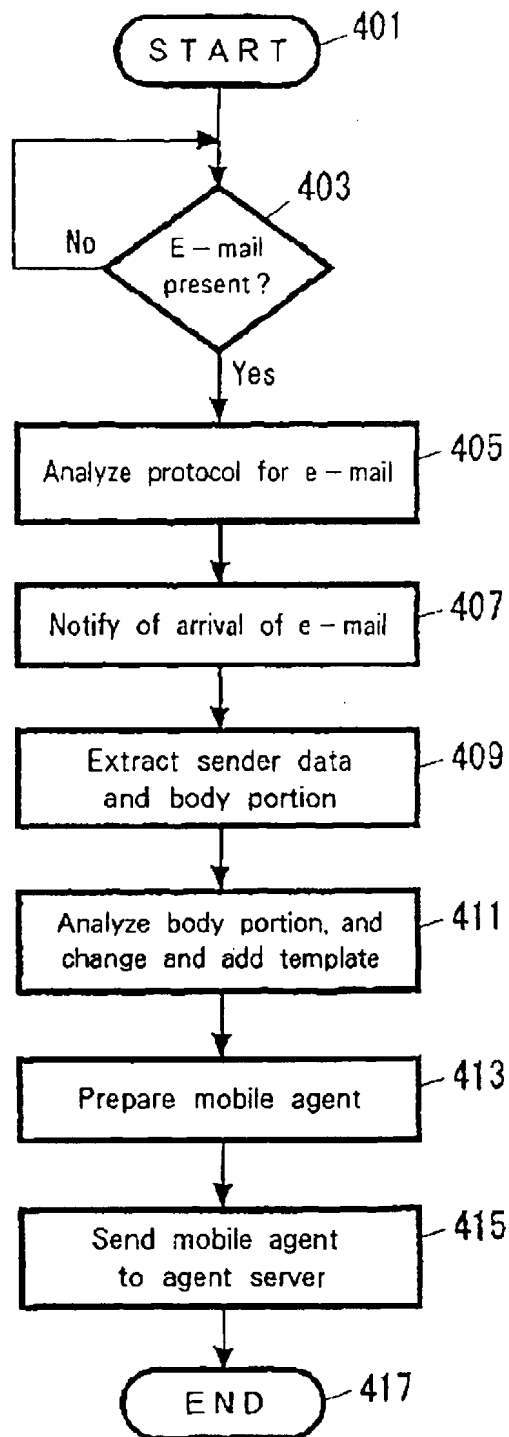 START
401
403
No
E-mail
present?
Yes
405
Analyze protocol for e-mail
407
Notify of arrival of e-mail
409
Extract sender data
and body portion
411
Analyze body portion, and
change and add template
413
Prepare mobile agent
415
Send mobile agent
to agent server
END
417